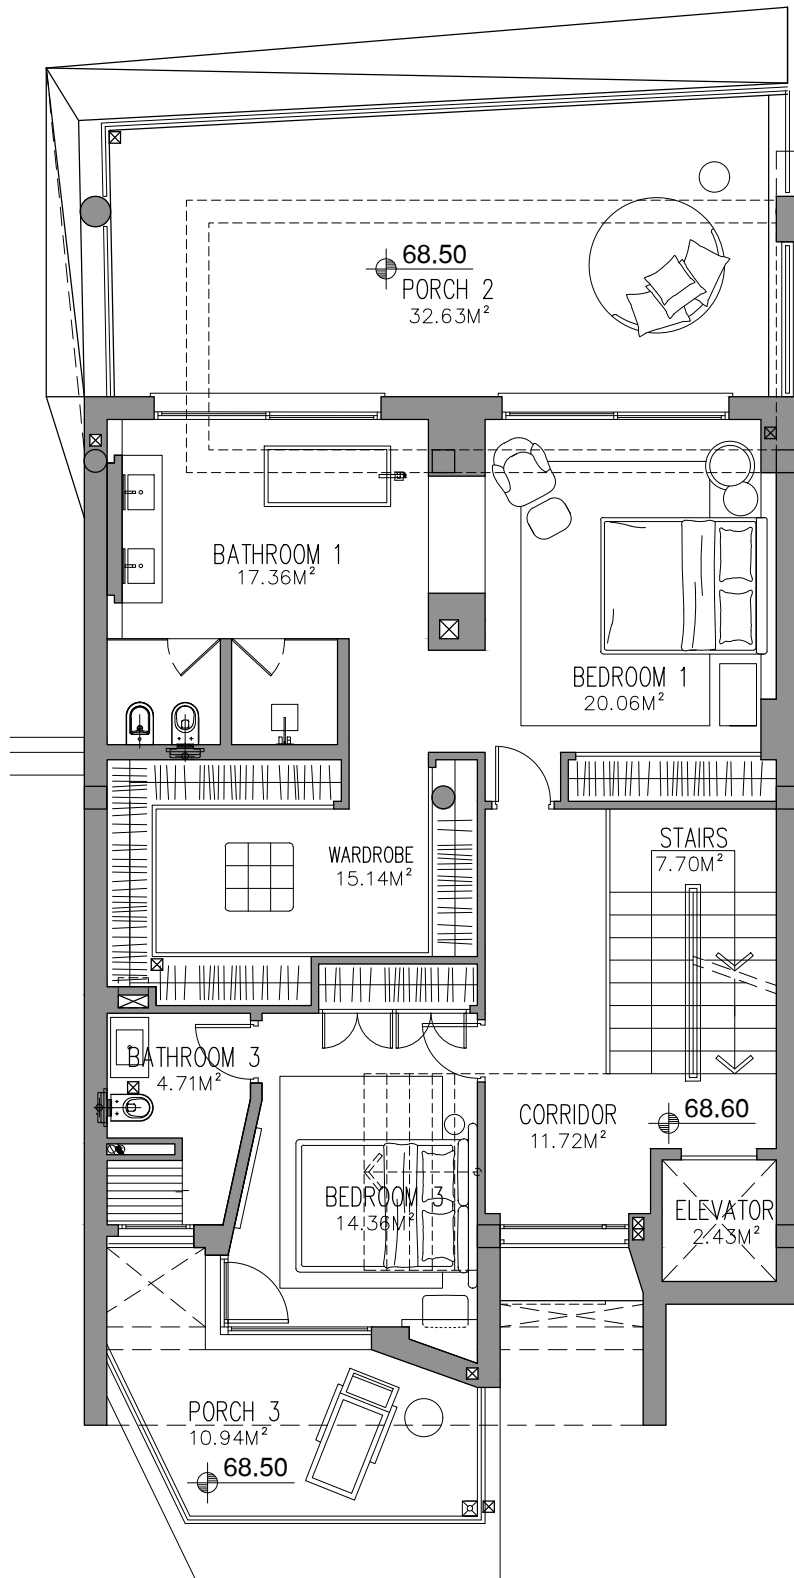 68.50
PORCH 2
32.63M²
BATHROOM 1
17.36M²
BEDROOM 1
20.06M²
STAIRS
7.70M²
WARDROBE
15.14M²
BATHROOM 3
4.71M²
68.60
CORRIDOR
11.72M²
BEDROOM 3
14.36M²
ELEVATOR
2.43M²
PORCH 3
10.94M²
68.50